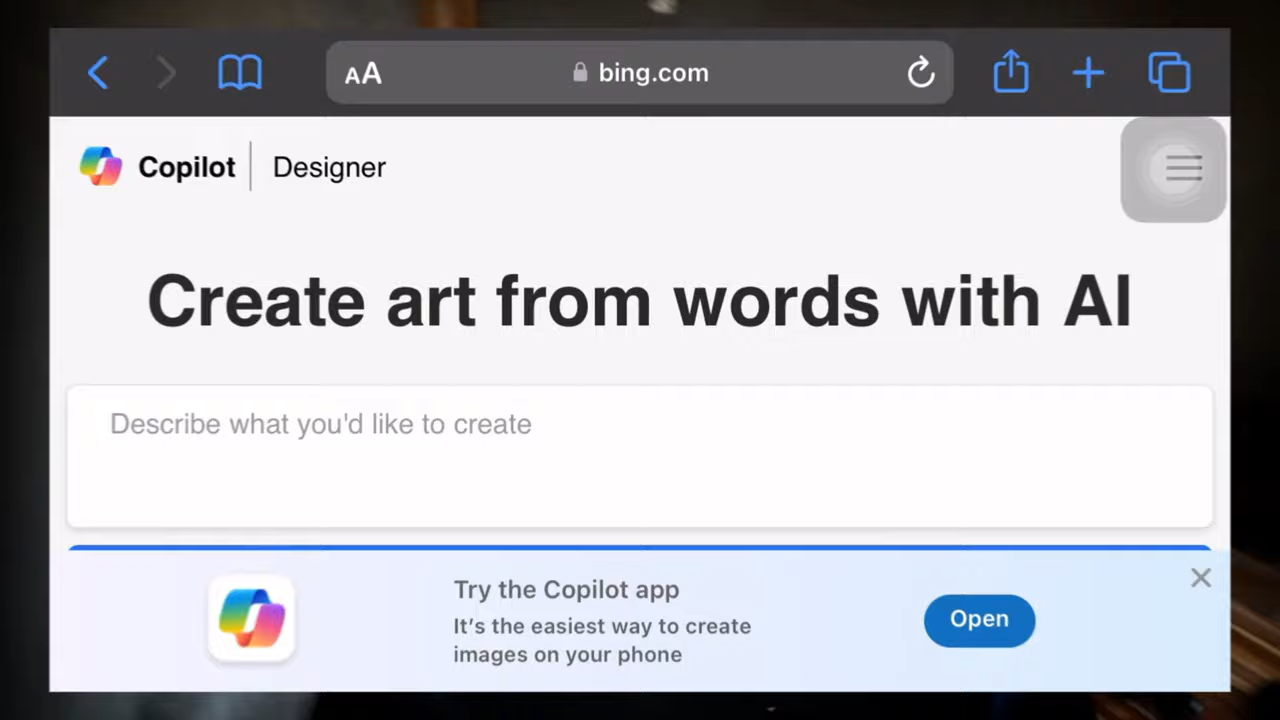 AA
bing.com
Copilot
Designer
Create art from words with AI
Describe what you'd like to create
Try the Copilot app
It's the easiest way to create
images on your phone
Open